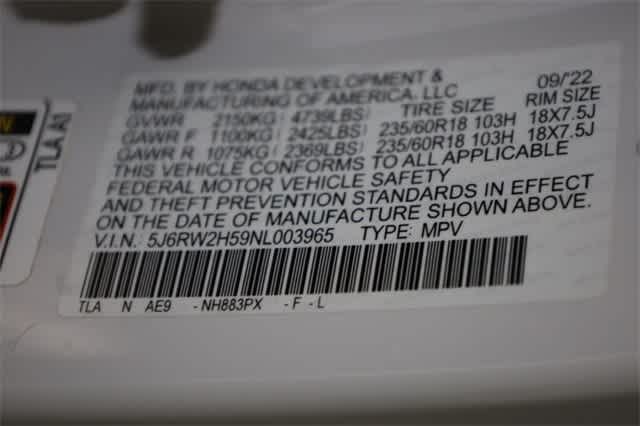 MFD. BY HONDA DEVELOPMENT &
MANUFACTURING OF AMERICA, LLC 09/'22
GVWR 2150KG ( 4739LBS) TIRE SIZE RIM SIZE
GAWR F 1100KG ( 2425LBS) 235/60R18 103H 18X7.5J
GAWR R 1075KG ( 2369LBS) 235/60R18 103H 18X7.5J
THIS VEHICLE CONFORMS TO ALL APPLICABLE
FEDERAL MOTOR VEHICLE SAFETY
AND THEFT PREVENTION STANDARDS IN EFFECT
ON THE DATE OF MANUFACTURE SHOWN ABOVE.
V.I.N.: 5J6RW2H59NL003965 TYPE: MPV
TLA N AE9 - NH883PX - F - L
TLA A